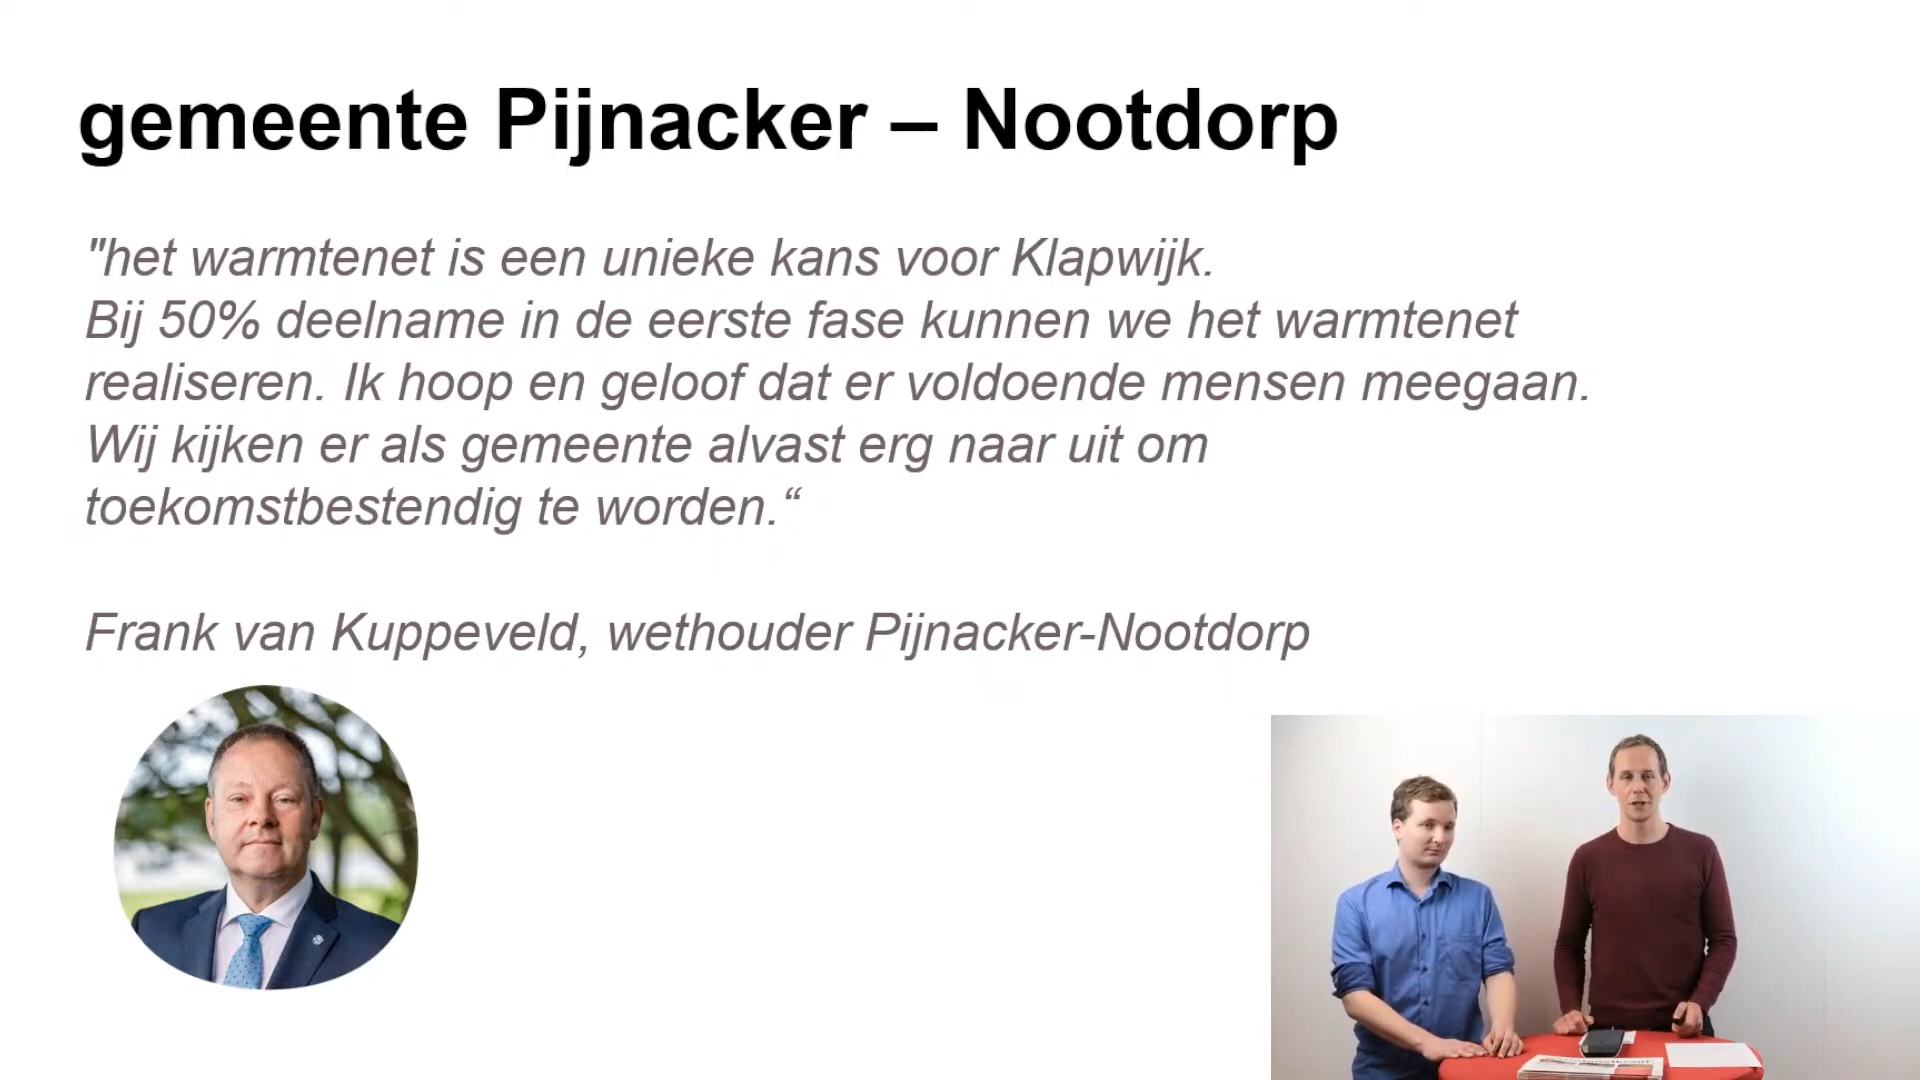 gemeente Pijnacker – Nootdorp
"het warmtenet is een unieke kans voor Klapwijk.
Bij 50% deelname in de eerste fase kunnen we het warmtenet
realiseren. Ik hoop en geloof dat er voldoende mensen meegaan.
Wij kijken er als gemeente alvast erg naar uit om
toekomstbestendig te worden.“
Frank van Kuppeveld, wethouder Pijnacker-Nootdorp